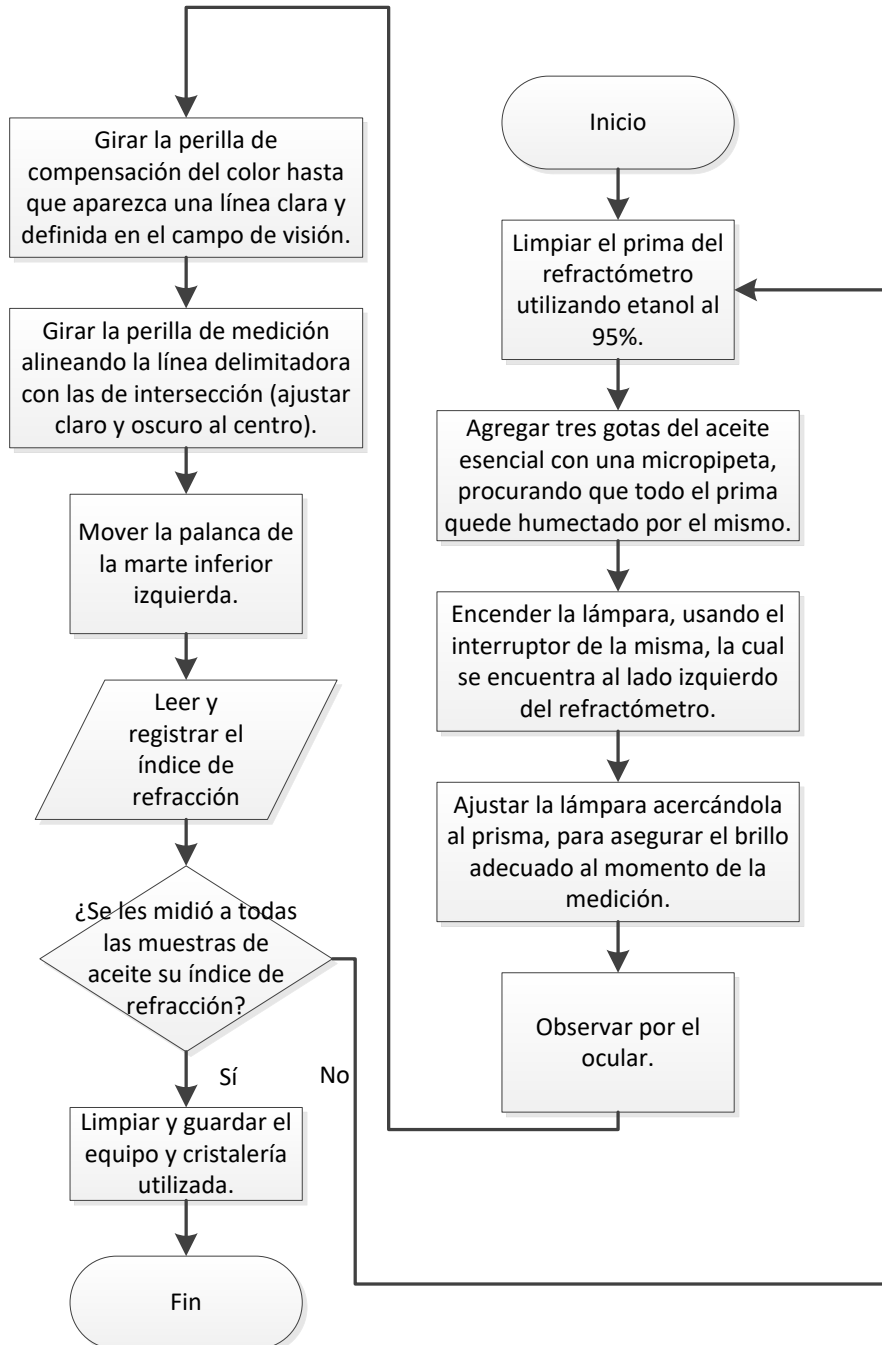 Inicio
Limpiar el prima del
refractómetro
utilizando etanol al
95%.
Agregar tres gotas del aceite
esencial con una micropipeta,
procurando que todo el prima
quede humectado por el mismo.
Encender la lámpara, usando el
interruptor de la misma, la cual
se encuentra al lado izquierdo
del refractómetro.
Ajustar la lámpara acercándola
al prisma, para asegurar el brillo
adecuado al momento de la
medición.
Observar por el
ocular.
Girar la perilla de
compensación del color hasta
que aparezca una línea clara y
definida en el campo de visión.
Girar la perilla de medición
alineando la línea delimitadora
con las de intersección (ajustar
claro y oscuro al centro).
Mover la palanca de
la marte inferior
izquierda.
Leer y
registrar el
índice de
refracción
¿Se les midió a todas
las muestras de
aceite su índice de
refracción?
Sí
No
Limpiar y guardar el
equipo y cristalería
utilizada.
Fin